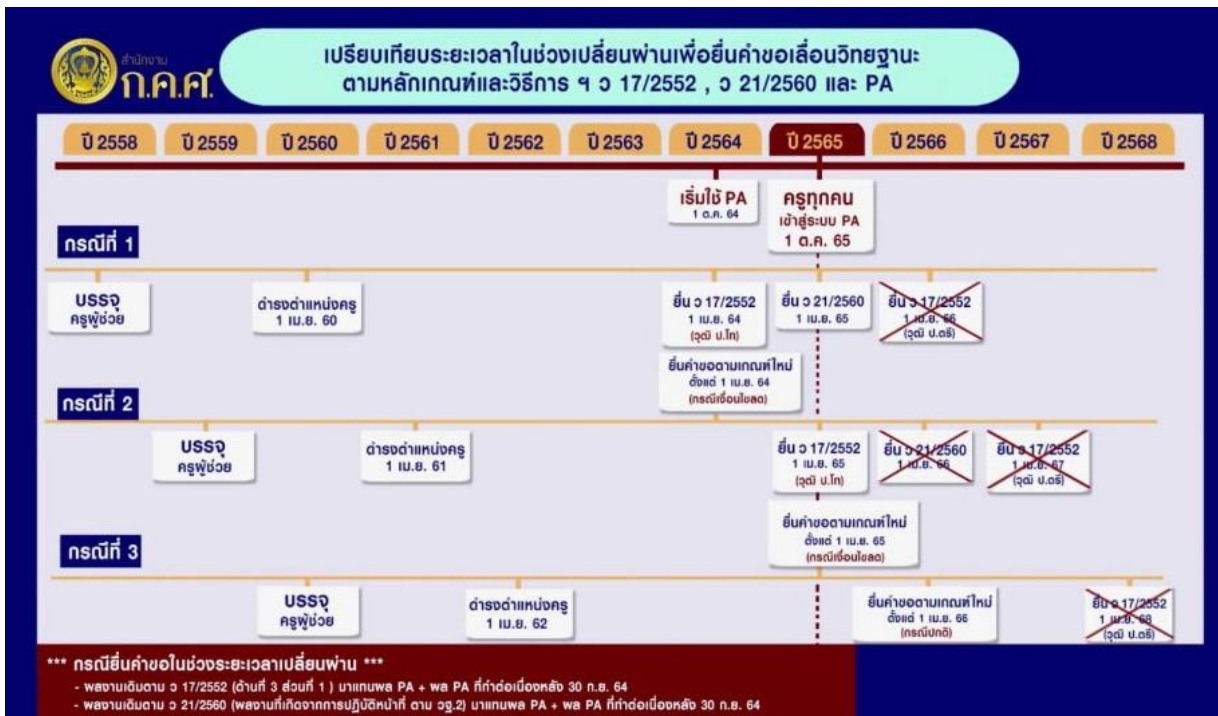 สำนักงาน
ก.ค.ศ.
เปรียบเทียบระยะเวลาในช่วงเปลี่ยนผ่านเพื่อยื่นคำขอเลื่อนวิทยฐานะ
ตามหลักเกณฑ์และวิธีการ ฯ ว 17/2552 , ว 21/2560 และ PA
ปี 2558 ปี 2559 ปี 2560 ปี 2561 ปี 2562 ปี 2563 ปี 2564 ปี 2565 ปี 2566 ปี 2567 ปี 2568
เริ่มใช้ PA
1 ต.ค. 64
ครูทุกคน
เข้าสู่ระบบ PA
1 ต.ค. 65
กรณีที่ 1
บรรจุ
ครูผู้ช่วย
ดำรงตำแหน่งครู
1 เม.ย. 60
ยื่น ว 17/2552
1 เม.ย. 64
(วุฒิ ป.โท)
ยื่น ว 21/2560
1 เม.ย. 65
ยื่น ว 17/2552
1 เม.ย. 66
(วุฒิ ป.ตรี)
ยื่นคำขอตามเกณฑ์ใหม่
ตั้งแต่ 1 เม.ย. 64
(กรณีเงื่อนไขลด)
กรณีที่ 2
บรรจุ
ครูผู้ช่วย
ดำรงตำแหน่งครู
1 เม.ย. 61
ยื่น ว 17/2552
1 เม.ย. 65
(วุฒิ ป.โท)
ยื่น ว 21/2560
1 เม.ย. 66
ยื่น ว 17/2552
1 เม.ย. 67
(วุฒิ ป.ตรี)
ยื่นคำขอตามเกณฑ์ใหม่
ตั้งแต่ 1 เม.ย. 65
(กรณีเงื่อนไขลด)
กรณีที่ 3
บรรจุ
ครูผู้ช่วย
ดำรงตำแหน่งครู
1 เม.ย. 62
ยื่นคำขอตามเกณฑ์ใหม่
ตั้งแต่ 1 เม.ย. 66
(กรณีปกติ)
ยื่น ว 17/2552
1 เม.ย. 68
(วุฒิ ป.ตรี)
*** กรณียื่นคำขอในช่วงระยะเวลาเปลี่ยนผ่าน ***
- ผลงานเดิมตาม ว 17/2552 (ด้านที่ 3 ส่วนที่ 1 ) มาแทนผล PA + ผล PA ที่ทำต่อเนื่องหลัง 30 ก.ย. 64
- ผลงานเดิมตาม ว 21/2560 (ผลงานที่เกิดจากการปฏิบัติหน้าที่ ตาม วฐ.2) มาแทนผล PA + ผล PA ที่ทำต่อเนื่องหลัง 30 ก.ย. 64